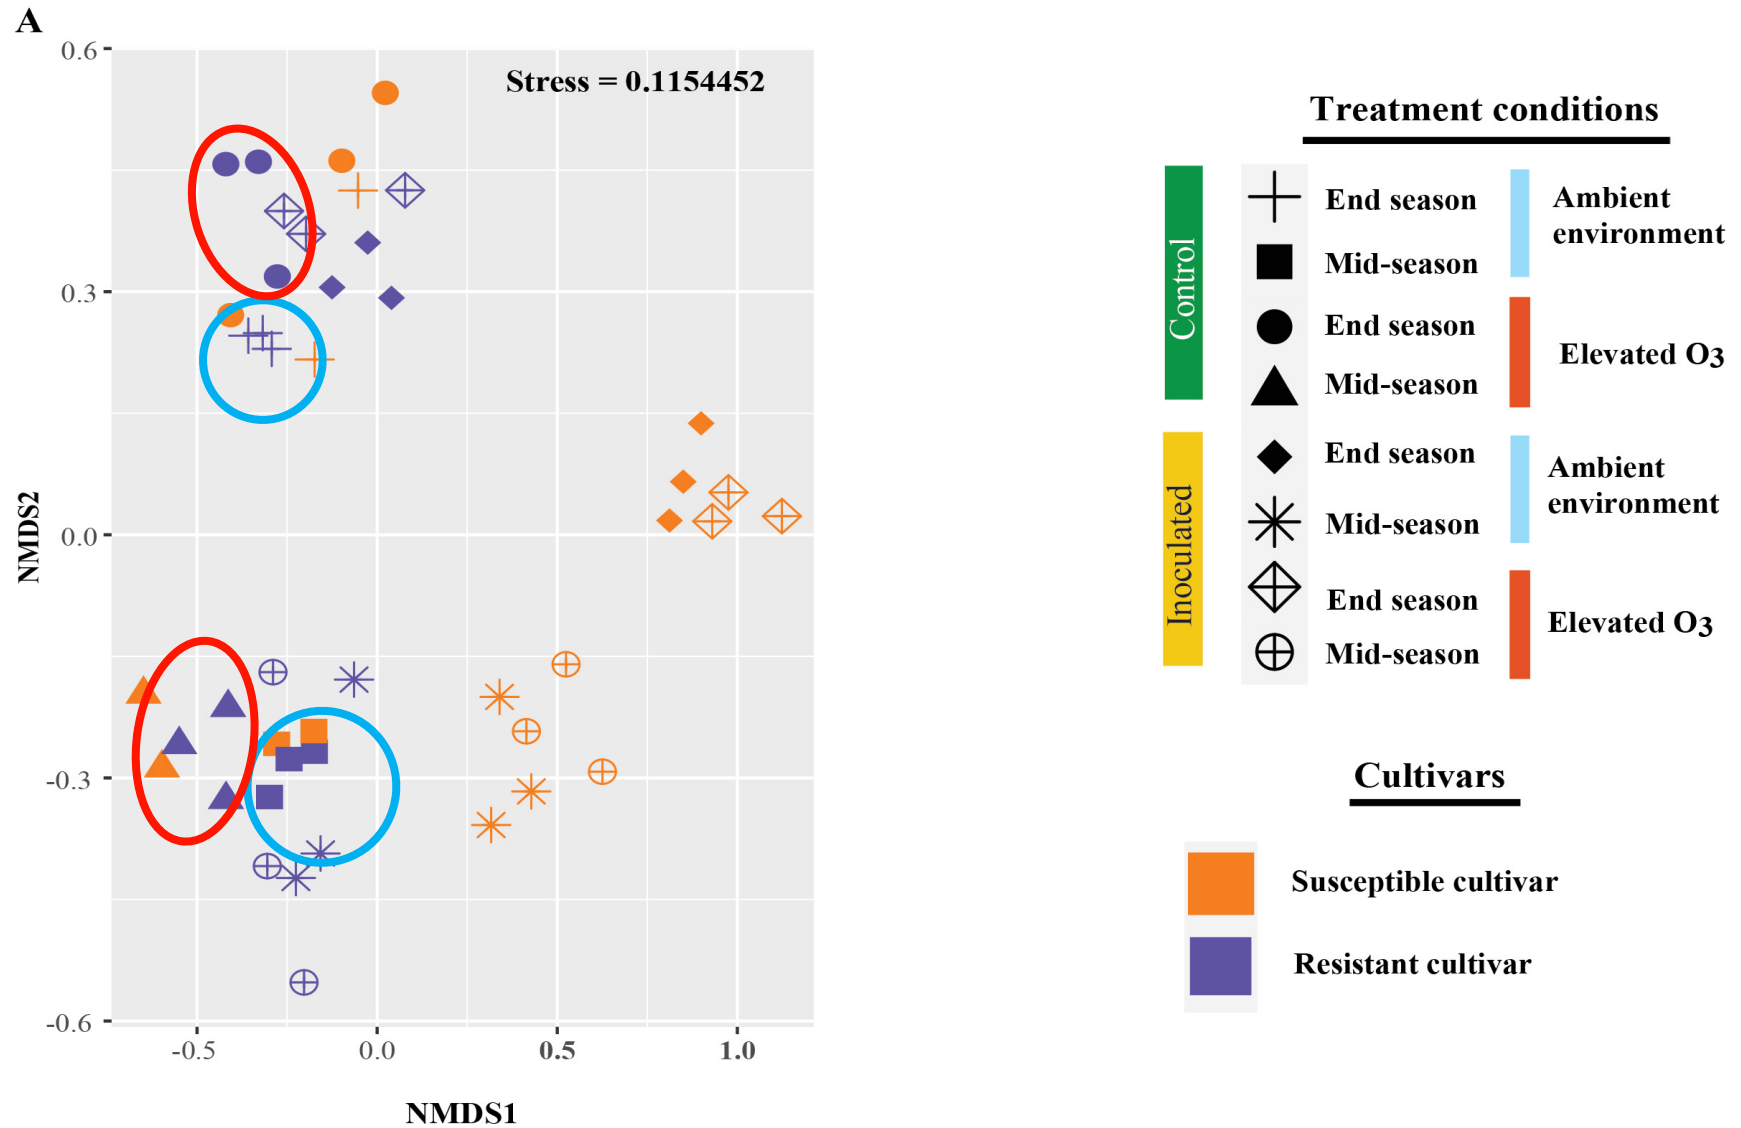 A
Stress = 0.1154452
0.6
0.3
0.0
-0.3
-0.6
NMDS2
-0.5
0.0
0.5
1.0
NMDS1
Treatment conditions
Control
End season
Mid-season
Ambient
environment
End season
Mid-season
Elevated O3
Inoculated
End season
Mid-season
Ambient
environment
End season
Mid-season
Elevated O3
Cultivars
Susceptible cultivar
Resistant cultivar